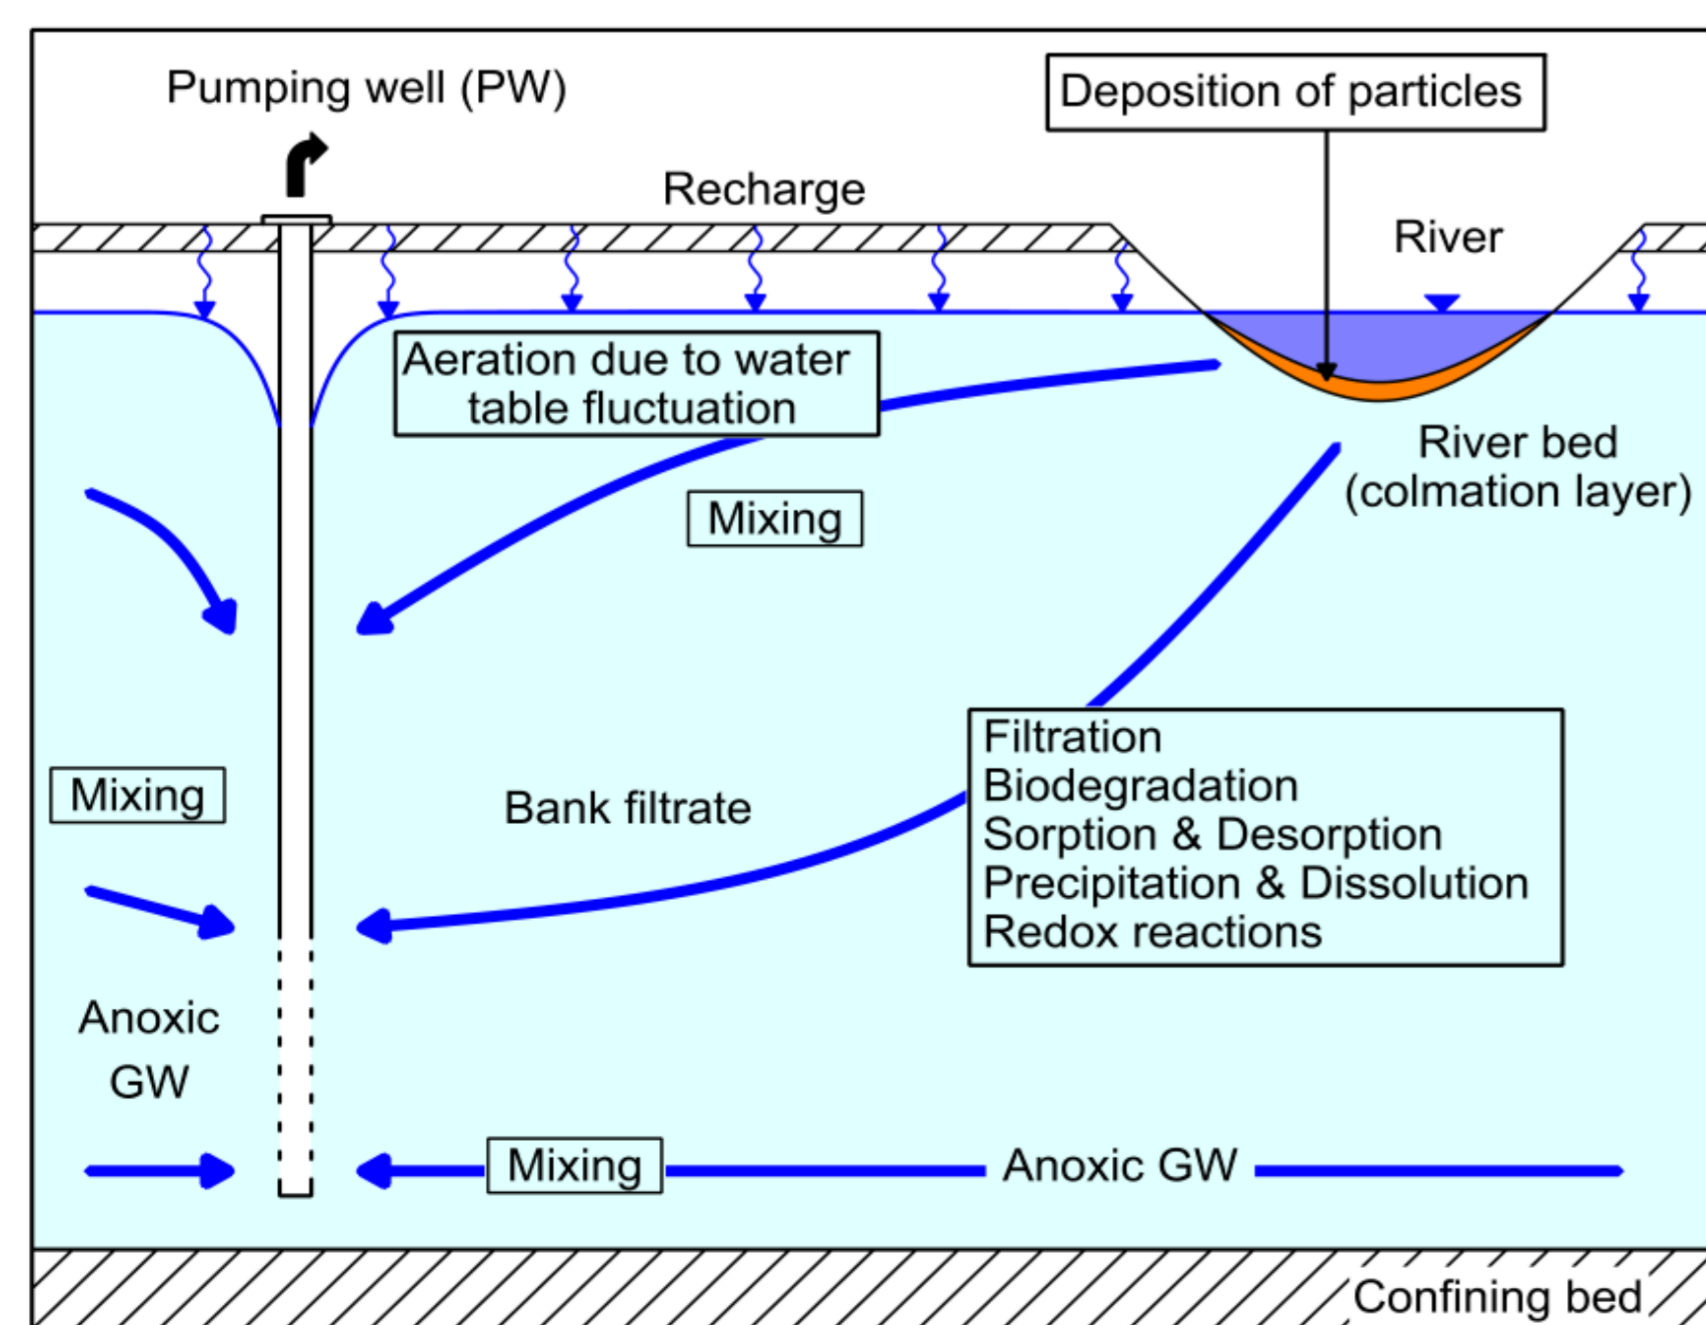 Pumping well (PW)
Deposition of particles
Recharge
River
Aeration due to water
table fluctuation
River bed
(colmation layer)
Mixing
Filtration
Biodegradation
Sorption & Desorption
Precipitation & Dissolution
Redox reactions
Mixing
Bank filtrate
Anoxic
GW
Mixing
Anoxic GW
Confining bed